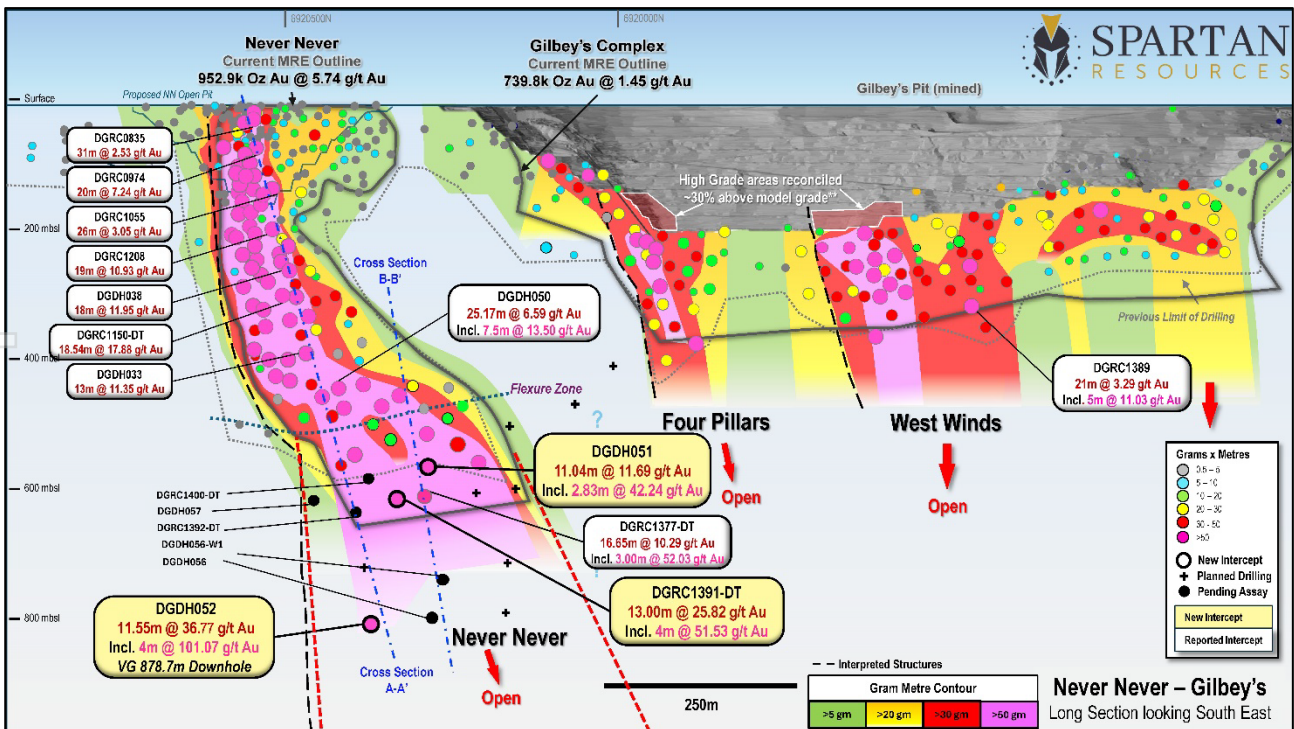 6920500N
6920000N
SPARTAN
RESOURCES
Never Never
Current MRE Outline
952.9k Oz Au @ 5.74 g/t Au
Gilbey's Complex
Current MRE Outline
739.8k Oz Au @ 1.45 g/t Au
Gilbey's Pit (mined)
Surface
Proposed NN Open Pit
DGRC0835
31m @ 2.53 g/t Au
DGRC0974
20m @ 7.24 g/t Au
DGRC1055
26m @ 3.05 g/t Au
DGRC1208
19m @ 10.93 g/t Au
DGDH038
18m @ 11.95 g/t Au
DGRC1150-DT
18.54m @ 17.88 g/t Au
DGDH033
13m @ 11.35 g/t Au
200 mbsl
400 mbsl
600 mbsl
800 mbsl
High Grade areas reconciled
~30% above model grade
Cross Section
B-B'
DGDH050
25.17m @ 6.59 g/t Au
Incl. 7.5m @ 13.50 g/t Au
Previous Limit of Drilling
DGRC1389
21m @ 3.29 g/t Au
Incl. 5m @ 11.03 g/t Au
Flexure Zone
?
Four Pillars
Open
West Winds
Open
DGDH051
11.04m @ 11.69 g/t Au
Incl. 2.83m @ 42.24 g/t Au
DGRC1400-DT
DGDH057
DGRC1392-DT
DGDH056-W1
DGDH056
DGRC1377-DT
16.65m @ 10.29 g/t Au
Incl. 3.00m @ 52.03 g/t Au
DGRC1391-DT
13.00m @ 25.82 g/t Au
Incl. 4m @ 51.53 g/t Au
DGDH052
11.55m @ 36.77 g/t Au
Incl. 4m @ 101.07 g/t Au
VG 878.7m Downhole
Never Never
Open
Cross Section
A-A'
250m
Grams x Metres
0.5 – 5
5 – 10
10 – 20
20 – 30
30 - 50
>50
New Intercept
Planned Drilling
Pending Assay
New Intercept
Reported Intercept
Interpreted Structures
Gram Metre Contour
>5 gm
>20 gm
>30 gm
>50 gm
Never Never – Gilbey's
Long Section looking South East